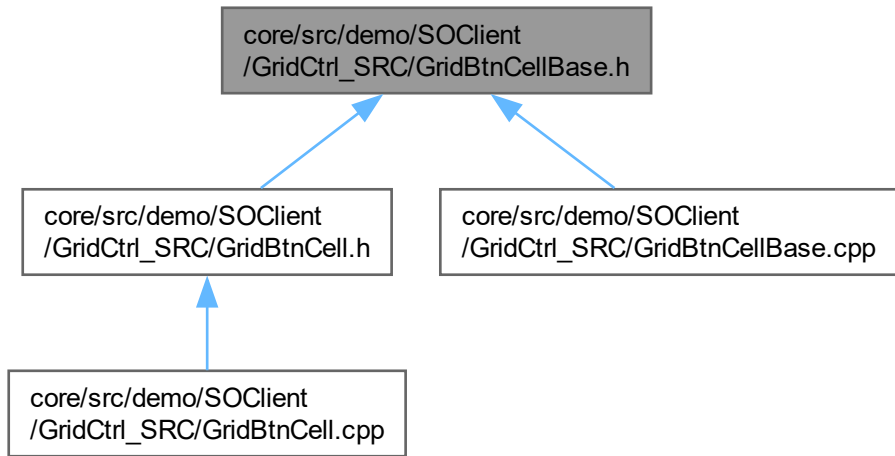 core/src/demo/SOClient
/GridCtrl_SRC/GridBtnCellBase.h
core/src/demo/SOClient
/GridCtrl_SRC/GridBtnCell.h
core/src/demo/SOClient
/GridCtrl_SRC/GridBtnCellBase.cpp
core/src/demo/SOClient
/GridCtrl_SRC/GridBtnCell.cpp